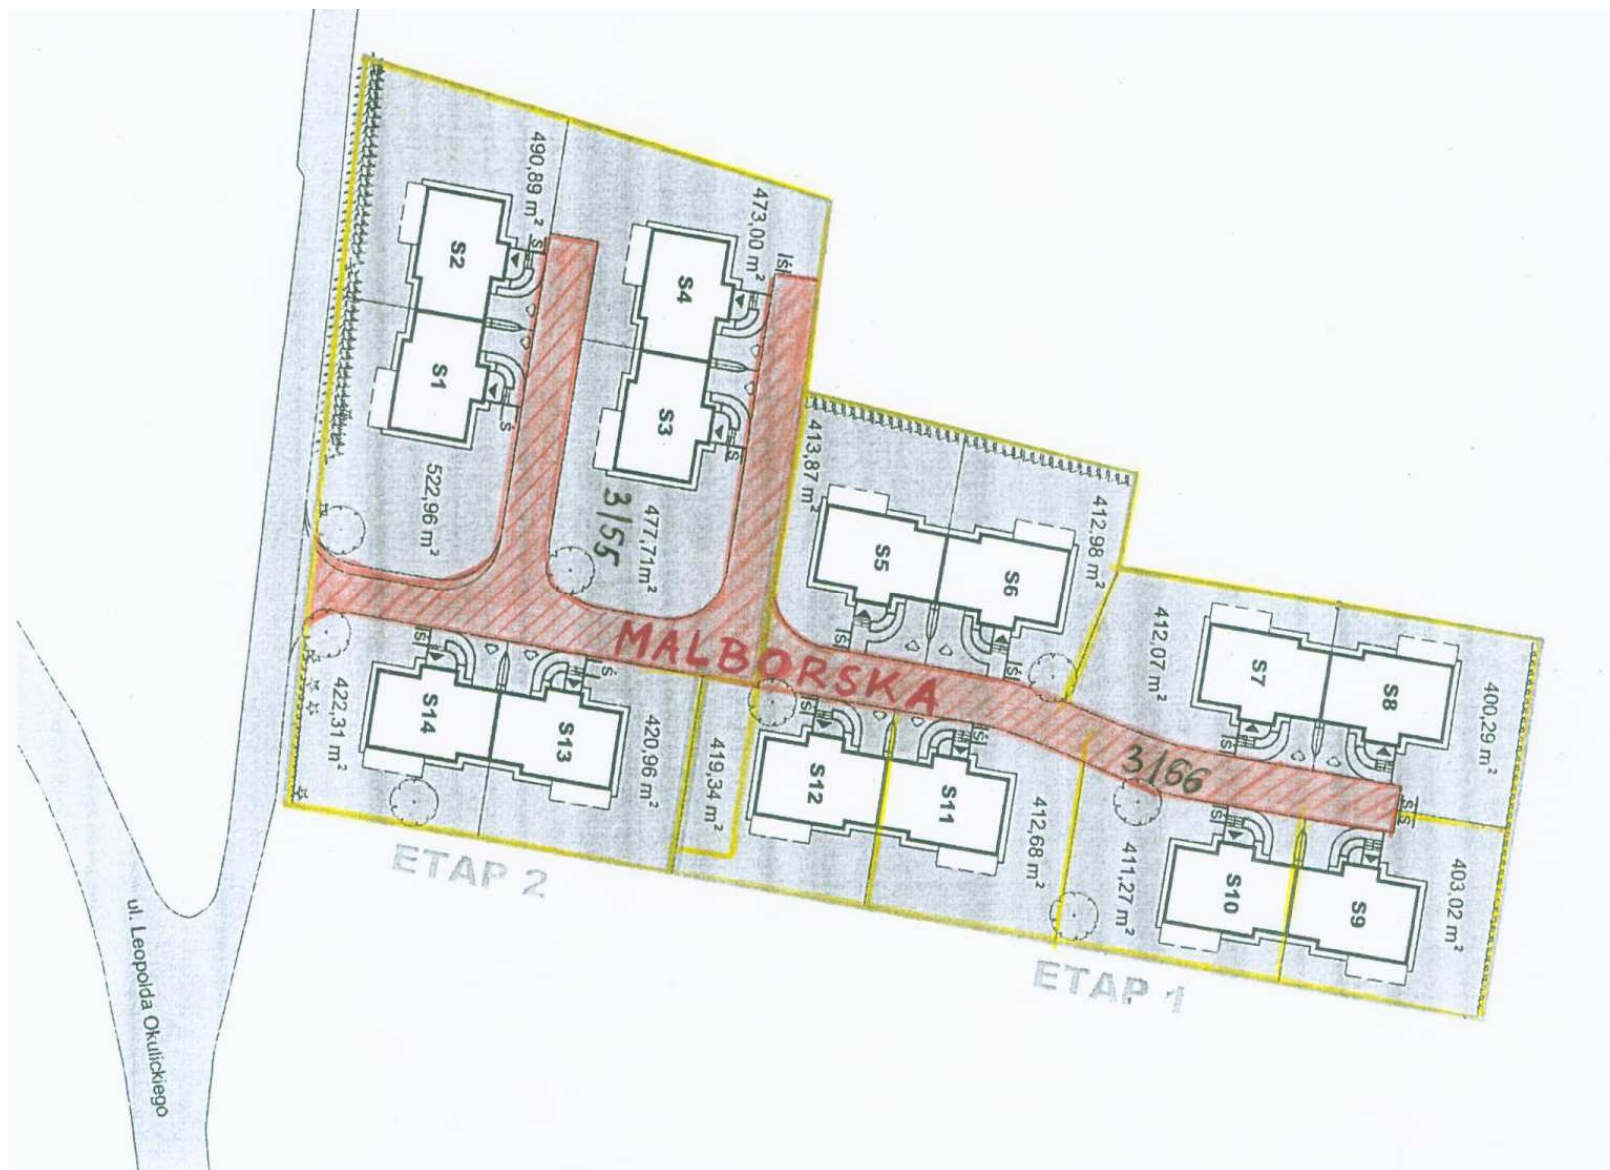 490,89 m²
S2
S1
522,96 m²
473,00 m²
S4
S3
477,71m²
3/55
413,87 m²
S5
S6
412,98 m²
412,07 m²
S7
S8
400,29 m²
MALBORSKA
3/66
422,31 m²
S14
S13
420,96 m²
419,34 m²
S12
S11
412,68 m²
411,27 m²
S10
S9
403,02 m²
ETAP 2
ETAP 1
ul. Leopolda Okulickiego
Ś
Ś
Ś
Ś
Ś
Ś
Ś
Ś
Ś
Ś
Ś
Ś
Ś
Ś